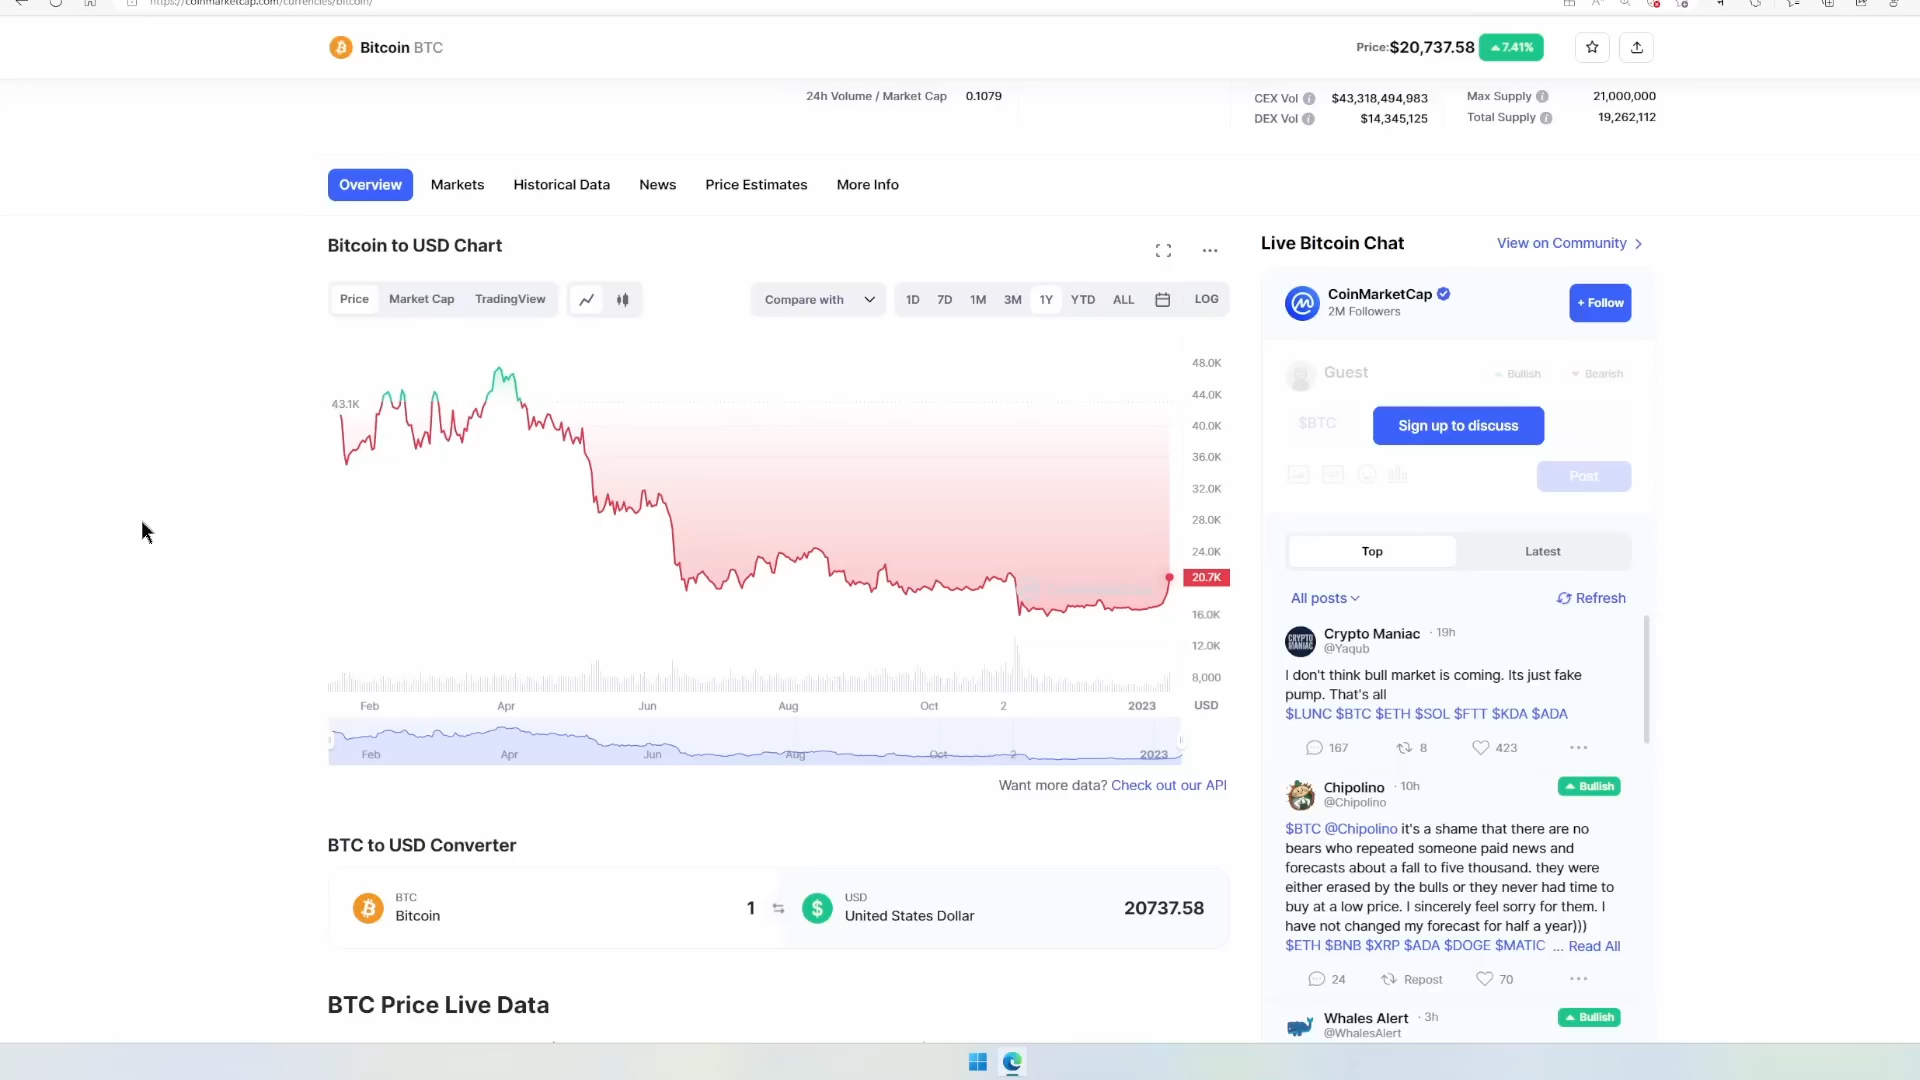 https://coinmarketcap.com/currencies/bitcoin/
Bitcoin BTC
Price:$20,737.58 7.41%
24h Volume / Market Cap 0.1079
CEX Vol $43,318,494,983
DEX Vol $14,345,125
Max Supply 21,000,000
Total Supply 19,262,112
Overview Markets Historical Data News Price Estimates More Info
Bitcoin to USD Chart
Price Market Cap TradingView
Compare with
1D 7D 1M 3M 1Y YTD ALL LOG
43.1K
48.0K
44.0K
40.0K
36.0K
32.0K
28.0K
24.0K
20.7K
16.0K
12.0K
8,000
Feb Apr Jun Aug Oct 2 2023 USD
Feb Apr Jun Aug Oct 2 2023
Want more data? Check out our API
BTC to USD Converter
BTC
Bitcoin
1
USD
United States Dollar
20737.58
BTC Price Live Data
Live Bitcoin Chat View on Community
CoinMarketCap
2M Followers
+ Follow
Guest Bullish Bearish
$BTC
Sign up to discuss
GIF
Post
Top Latest
All posts Refresh
Crypto Maniac · 19h
@Yaqub
CRYPTO
MANIAC
I don't think bull market is coming. Its just fake
pump. That's all
$LUNC $BTC $ETH $SOL $FTT $KDA $ADA
167 8 423
Chipolino · 10h Bullish
@Chipolino
$BTC @Chipolino it's a shame that there are no
bears who repeated someone paid news and
forecasts about a fall to five thousand. they were
either erased by the bulls or they never had time to
buy at a low price. I sincerely feel sorry for them. I
have not changed my forecast for half a year)))
$ETH $BNB $XRP $ADA $DOGE $MATIC ... Read All
24 Repost 70
Whales Alert · 3h Bullish
@WhalesAlert